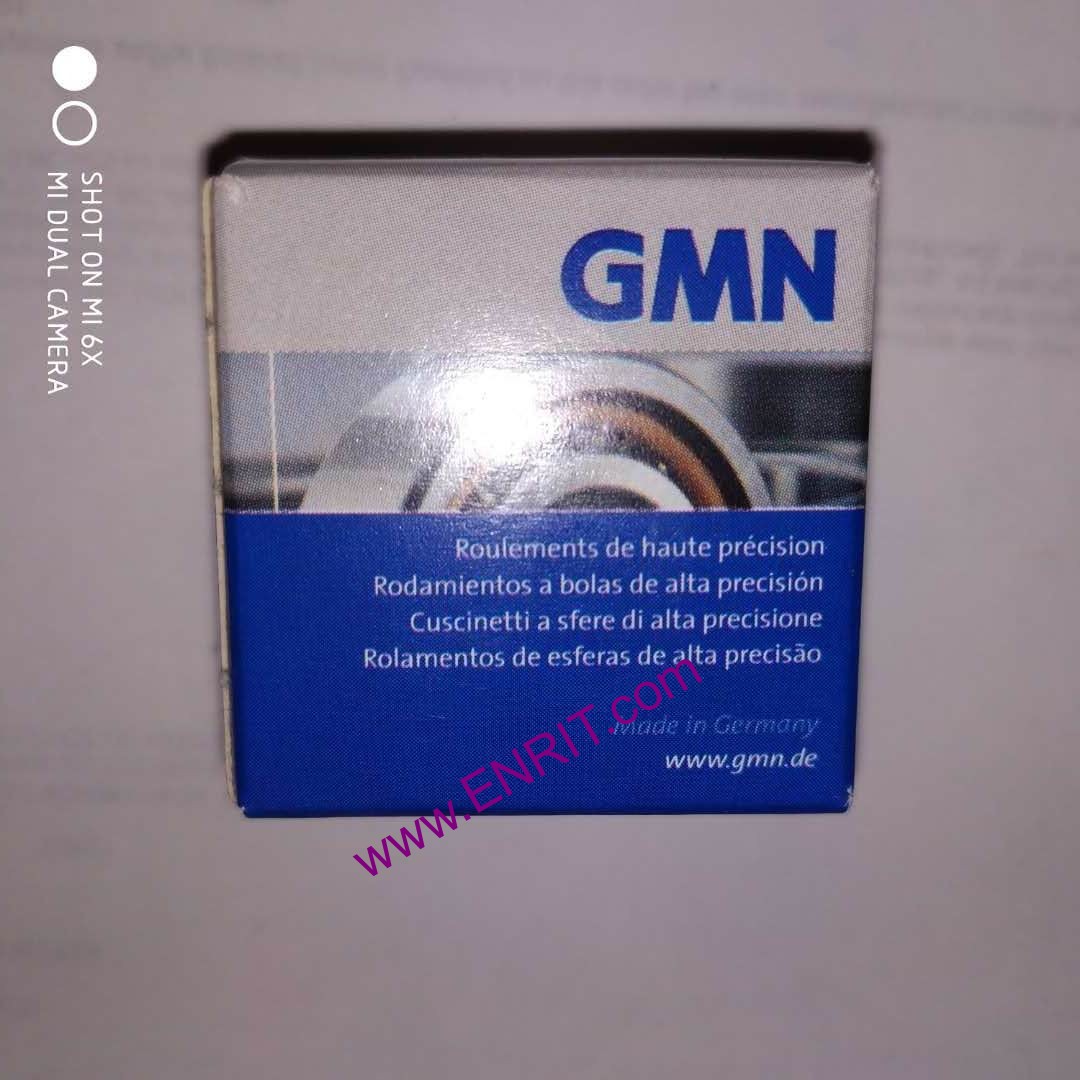 SHOT ON MI 6X
MI DUAL CAMERA
GMN
Roulements de haute précision
Rodamientos a bolas de alta precisión
Cuscinetti a sfere di alta precisione
Rolamentos de esferas de alta precisão
Made in Germany
www.gmn.de
www.ENRIT.com